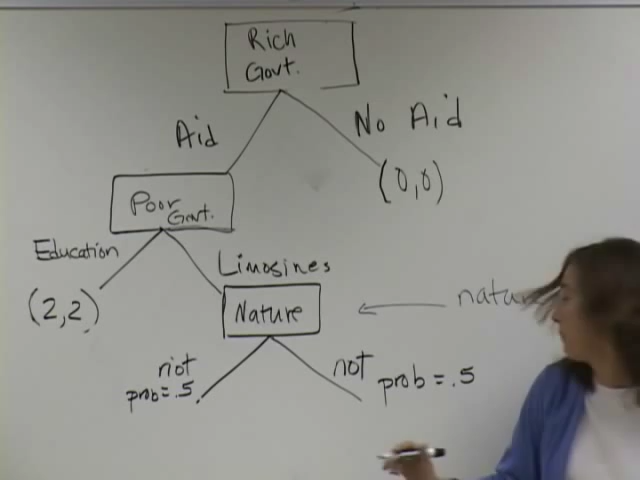 Rich
Govt.
Aid
No Aid
(0,0)
Poor
Govt.
Education
Limosines
(2,2)
Nature
riot
prob=.5
not
prob=.5